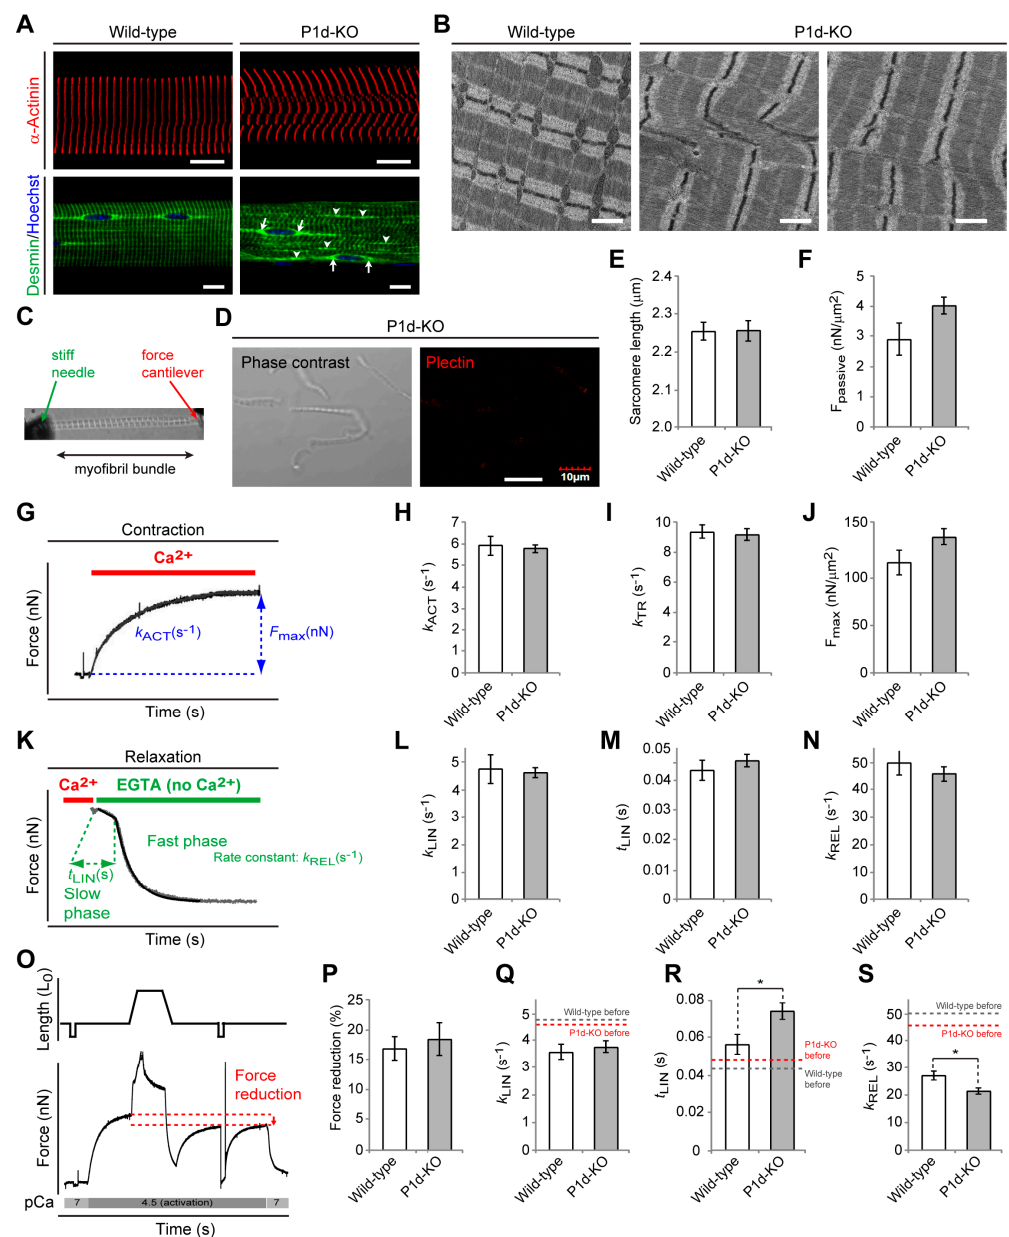 A
Wild-type
P1d-KO
α-Actinin
Desmin/Hoechst
B
Wild-type
P1d-KO
C
stiff
needle
force
cantilever
myofibril bundle
D
P1d-KO
Phase contrast
Plectin
10µm
E
Sarcomere length (µm)
2.4
2.3
2.2
2.1
2.0
Wild-type
P1d-KO
F
Fpassive (nN/µm2)
5
4
3
2
1
0
Wild-type
P1d-KO
G
Contraction
Ca2+
Force (nN)
kACT(s-1)
Fmax(nN)
Time (s)
H
kACT (s-1)
7
6
5
4
3
2
1
0
Wild-type
P1d-KO
I
kTR (s-1)
10
8
6
4
2
0
Wild-type
P1d-KO
J
Fmax (nN/µm2)
150
100
50
0
Wild-type
P1d-KO
K
Relaxation
Ca2+
EGTA (no Ca2+)
Force (nN)
Fast phase
Rate constant: kREL(s-1)
tLIN(s)
Slow
phase
Time (s)
L
kLIN (s-1)
5
4
3
2
1
0
Wild-type
P1d-KO
M
tLIN (s)
0.05
0.04
0.03
0.02
0.01
0
Wild-type
P1d-KO
N
kREL (s-1)
50
40
30
20
10
0
Wild-type
P1d-KO
O
Length (L0)
Force (nN)
Force
reduction
pCa
7
4.5 (activation)
7
Time (s)
P
Force reduction (%)
25
20
15
10
5
0
Wild-type
P1d-KO
Q
kLIN (s-1)
5
4
3
2
1
0
Wild-type before
P1d-KO before
Wild-type
P1d-KO
R
tLIN (s)
0.08
0.06
0.04
0.02
0
*
P1d-KO
before
Wild-type
before
Wild-type
P1d-KO
S
kREL (s-1)
50
40
30
20
10
0
Wild-type before
P1d-KO before
*
Wild-type
P1d-KO